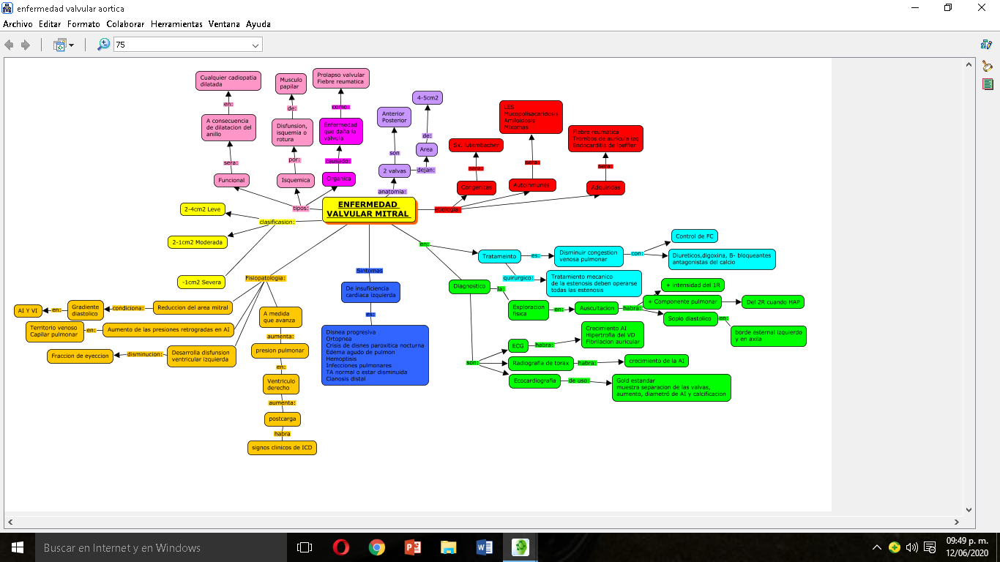 enfermedad valvular aortica
Archivo Editar Formato Colaborar Herramientas Ventana Ayuda
75
Cualquier cadiopatia
dilatada
en:
A consecuencia
de dilatacion del
anillo
sera:
Funcional
Musculo
papilar
de:
Disfunsion,
isquemia o
rotura
por:
Isquemica
Prolapso valvular
Fiebre reumatica
como:
Enfermedad
que daña la
valvula
causado:
Organica
tipos:
Anterior
Posterior
son
2 valvas
4-5cm2
de:
Area
dejan:
anatomia:
LES
Mucopolisacaridosis
Amiloidosis
Mixomas
sera:
Autoinmunes
Sx. lutembacher
sera:
Congenitas
Fiebre reumatica
Trombos de auricula izq
Endocarditis de loeffler
sera:
Adquiridas
etiologia:
ENFERMEDAD
VALVULAR MITRAL
2-4cm2 Leve
clasificasion:
2-1cm2 Moderada
-1cm2 Severa
Fisiopatologia:
Reduccion del area mitral
condiciona:
Gradiente
diastolico
en:
AI Y VI
Aumento de las presiones retrogradas en AI
en:
Territorio venoso
Capilar pulmonar
Desarrolla disfunsion
ventricular izquierda
disminucion:
Fraccion de eyeccion
A medida
que avanza
aumenta:
presion pulmonar
en:
Ventriculo
derecho
aumenta:
postcarga
habra
signos clinicos de ICD
Sintomas
De insuficiencia
cardiaca izquierda
es:
Disnea progresiva
Ortopnea
Crisis de disnes paroxitica nocturna
Edema agudo de pulmon
Hemoptisis
Infecciones pulmonares
TA normal o estar disminuida
Cianosis distal
en:
Tratameinto
es:
Disminuir congestion
venosa pulmonar
con:
Control de FC
Diureticos,digoxina, B- bloqueantes
antagonistas del calcio
quirurgico:
Tratamiento mecanico
de la estenosis deben operarse
todas las estenosis
Diagnostico
la:
Exploracion
fisica
en:
Auscultacion
habra:
+ intensidad del 1R
+ Componente pulmonar
Del 2R cuando HAP
Soplo diastolico
en:
borde esternal izquierdo
y en axila
son:
ECG
habra:
Crecimiento AI
Hipertrofia del VD
Fibrilacion auricular
Radiografia de torax
habra:
crecimiento de la AI
Ecocardiografia
de uso:
Gold estandar
muestra separacion de las valvas,
aumento, diametró de AI y calcificacion
Buscar en Internet y en Windows
09:49 p. m.
12/06/2020